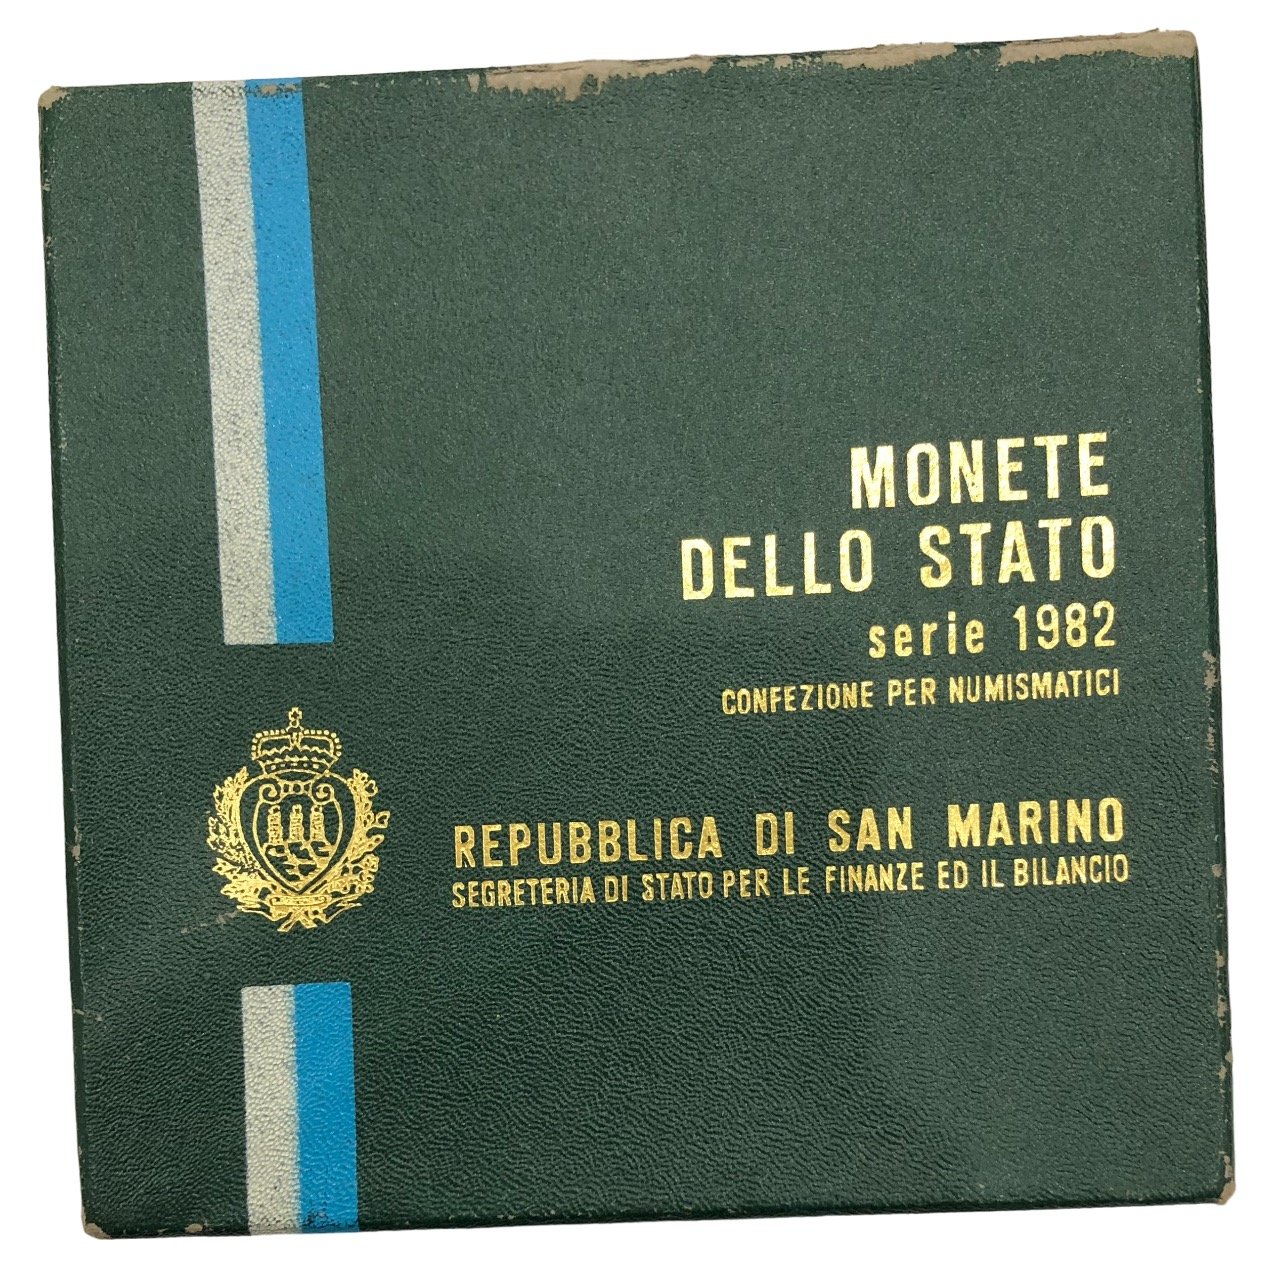 MONETE
DELLO STATO
serie 1982
CONFEZIONE PER NUMISMATICI
REPUBBLICA DI SAN MARINO
SEGRETERIA DI STATO PER LE FINANZE ED IL BILANCIO